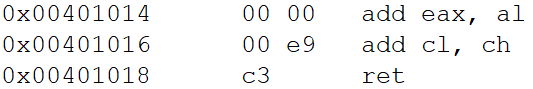 0x00401014 00 00 add eax, al
0x00401016 00 e9 add cl, ch
0x00401018 c3 ret